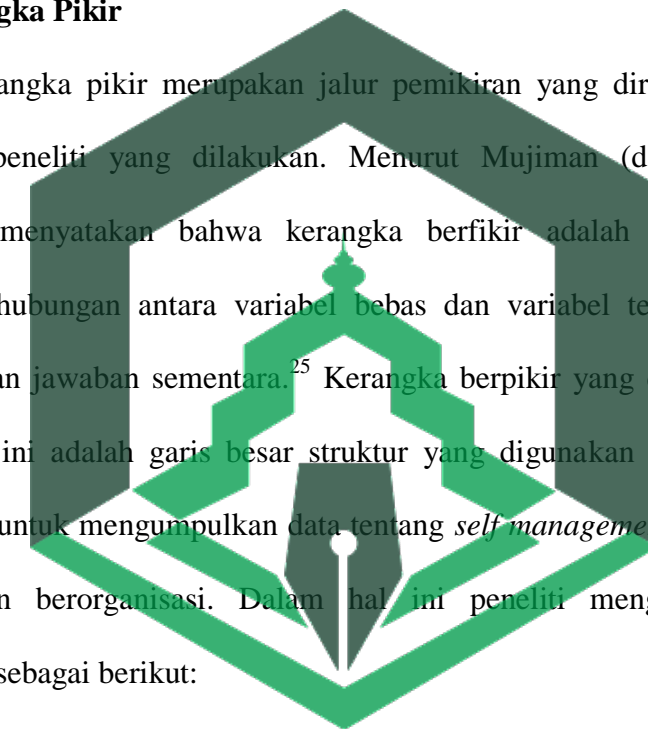 gka Pikir
angka pikir merupakan jalur pemikiran yang dir
peneliti yang dilakukan. Menurut Mujiman (d
menyatakan bahwa kerangka berfikir adalah
hubungan antara variabel bebas dan variabel te
an jawaban sementara.25 Kerangka berpikir yang
ini adalah garis besar struktur yang digunakan
untuk mengumpulkan data tentang self manageme
n berorganisasi. Dalam hal ini peneliti meng
sebagai berikut: